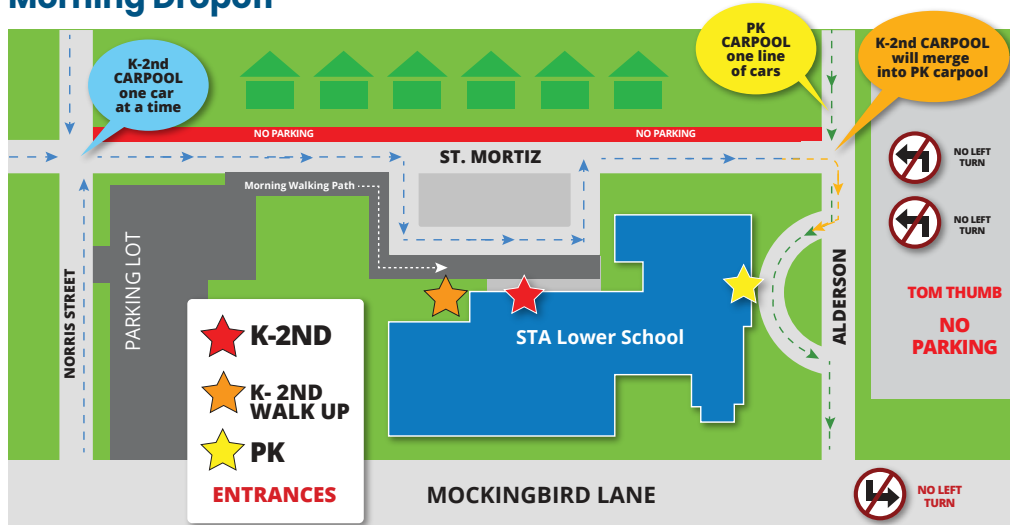 Morning Dropoff
K-2nd
CARPOOL
one car
at a time
PK
CARPOOL
one line
of cars
K-2nd CARPOOL
will merge
into PK carpool
NO PARKING
NO PARKING
ST. MORTIZ
NO LEFT
TURN
Morning Walking Path
NO LEFT
TURN
PARKING LOT
NORRIS STREET
ALDERSON
TOM THUMB
NO
PARKING
STA Lower School
K-2ND
K- 2ND
WALK UP
PK
ENTRANCES
MOCKINGBIRD LANE
NO LEFT
TURN